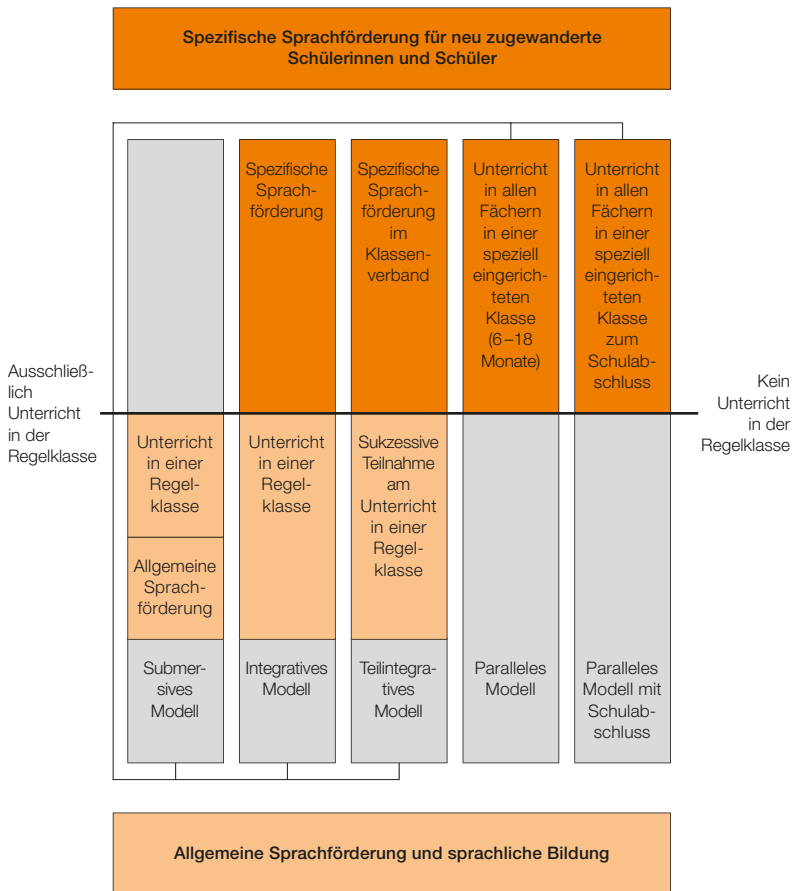 Spezifische Sprachförderung für neu zugewanderte
Schülerinnen und Schüler
Spezifische
Sprach-
förderung
Spezifische
Sprach-
förderung
im
Klassen-
verband
Unterricht
in allen
Fächern
in einer
speziell
eingerich-
teten
Klasse
(6–18
Monate)
Unterricht
in allen
Fächern
in einer
speziell
eingerich-
teten
Klasse
zum
Schulab-
schluss
Ausschließ-
lich
Unterricht
in der
Regelklasse
Kein
Unterricht
in der
Regelklasse
Unterricht
in einer
Regel-
klasse
Allgemeine
Sprach-
förderung
Unterricht
in einer
Regel-
klasse
Sukzessive
Teilnahme
am
Unterricht
in einer
Regel-
klasse
Submer-
sives
Modell
Integratives
Modell
Teilintegra-
tives
Modell
Paralleles
Modell
Paralleles
Modell mit
Schulab-
schluss
Allgemeine Sprachförderung und sprachliche Bildung